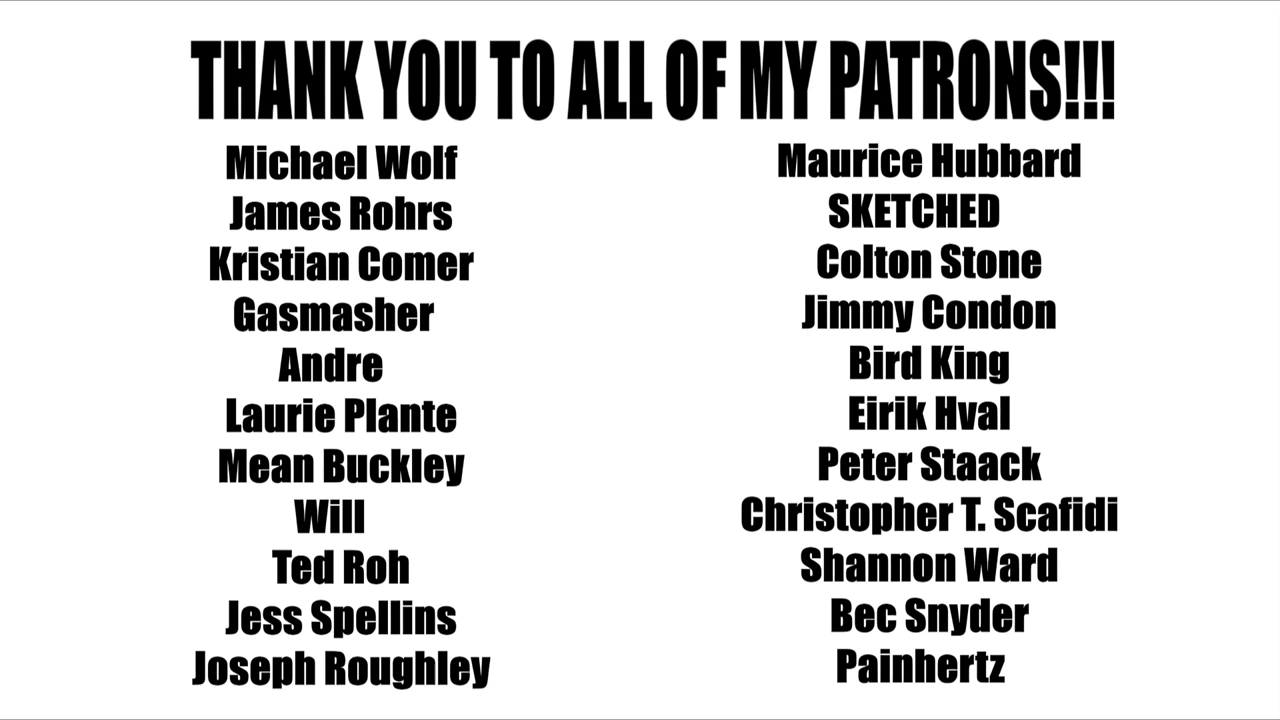 THANK YOU TO ALL OF MY PATRONS!!!
Michael Wolf
James Rohrs
Kristian Comer
Gasmasher
Andre
Laurie Plante
Mean Buckley
Will
Ted Roh
Jess Spellins
Joseph Roughley
Maurice Hubbard
SKETCHED
Colton Stone
Jimmy Condon
Bird King
Eirik Hval
Peter Staack
Christopher T. Scafidi
Shannon Ward
Bec Snyder
Painhertz